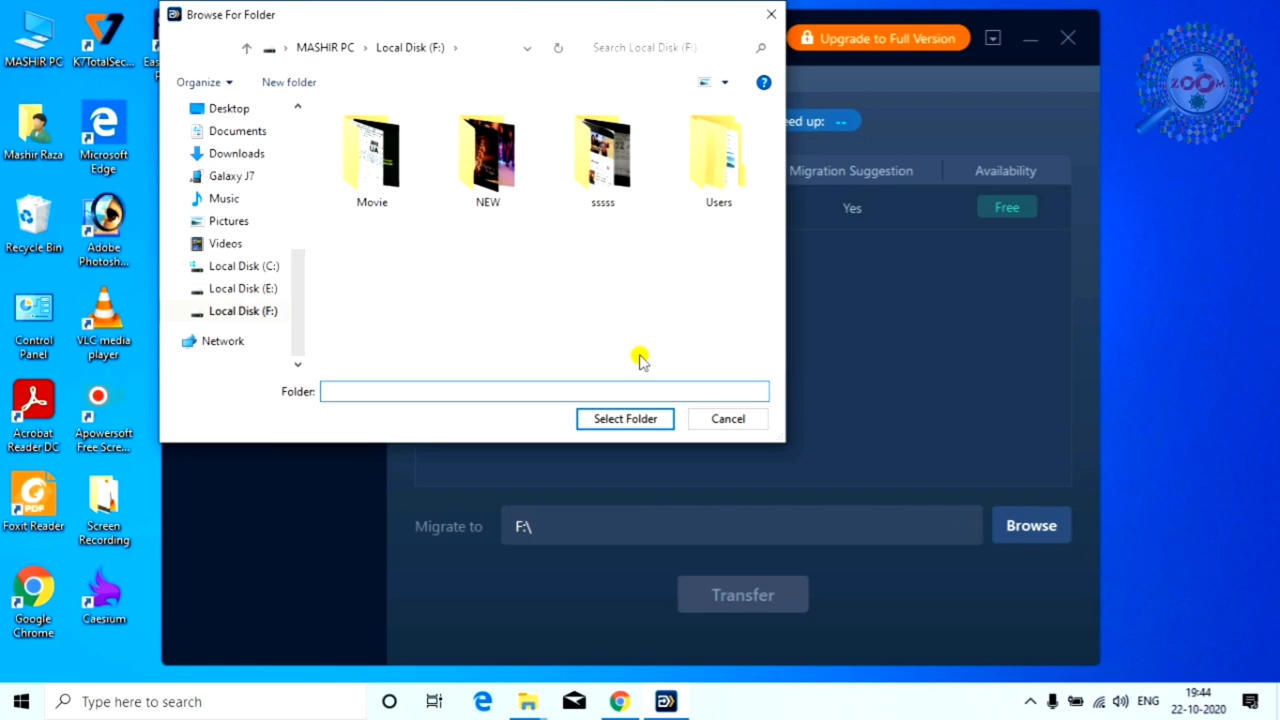 Browse For Folder
MASHIR PC
Local Disk (F:)
Search Local Disk (F:)
Organize
New folder
Desktop
Documents
Downloads
Galaxy J7
Music
Pictures
Videos
Local Disk (C:)
Local Disk (E:)
Local Disk (F:)
Network
Movie
NEW
sssss
Users
Folder:
Select Folder
Cancel
Upgrade to Full Version
eed up: --
Migration Suggestion
Availability
Yes
Free
Migrate to
F:\
Browse
Transfer
ZOOM
MASHIR PC
K7TotalSec...
Mashir Raza
Microsoft
Edge
Recycle Bin
Adobe
Photosh...
Control
Panel
VLC media
player
Acrobat
Reader DC
Apowersoft
Free Scre...
Foxit Reader
Screen
Recording
Google
Chrome
Caesium
Type here to search
ENG
19:44
22-10-2020